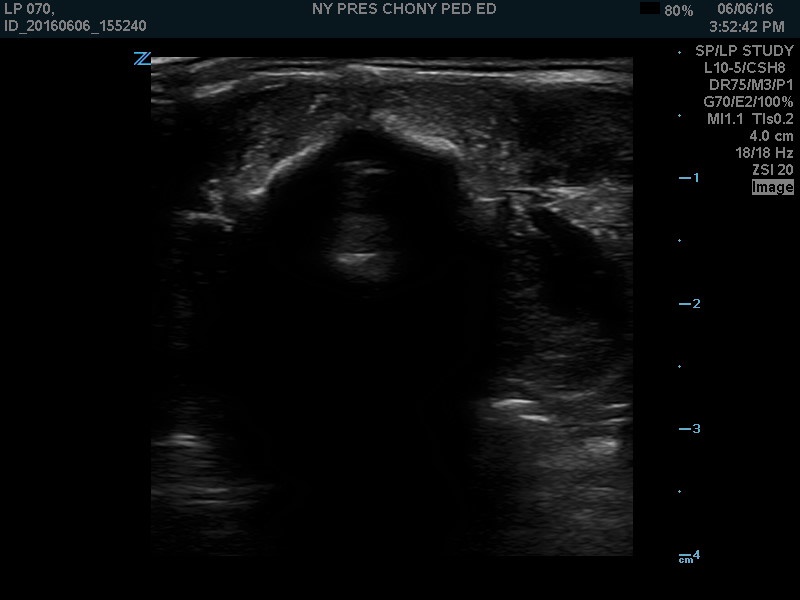 LP 070,
ID_20160606_155240
NY PRES CHONY PED ED
80%
06/06/16
3:52:42 PM
SP/LP STUDY
L10-5/CSH8
DR75/M3/P1
G70/E2/100%
MI1.1 TIs0.2
4.0 cm
18/18 Hz
ZSI 20
Image
Z
1
2
3
4
cm